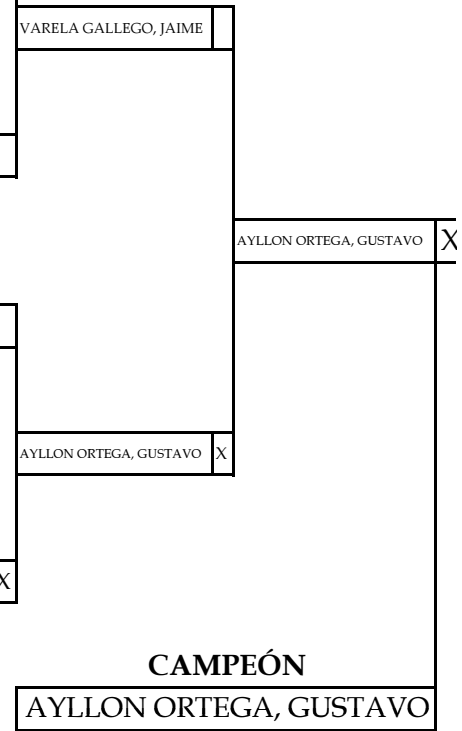 VARELA GALLEGO, JAIME
AYLLON ORTEGA, GUSTAVO X
AYLLON ORTEGA, GUSTAVO X
X
CAMPEÓN
AYLLON ORTEGA, GUSTAVO